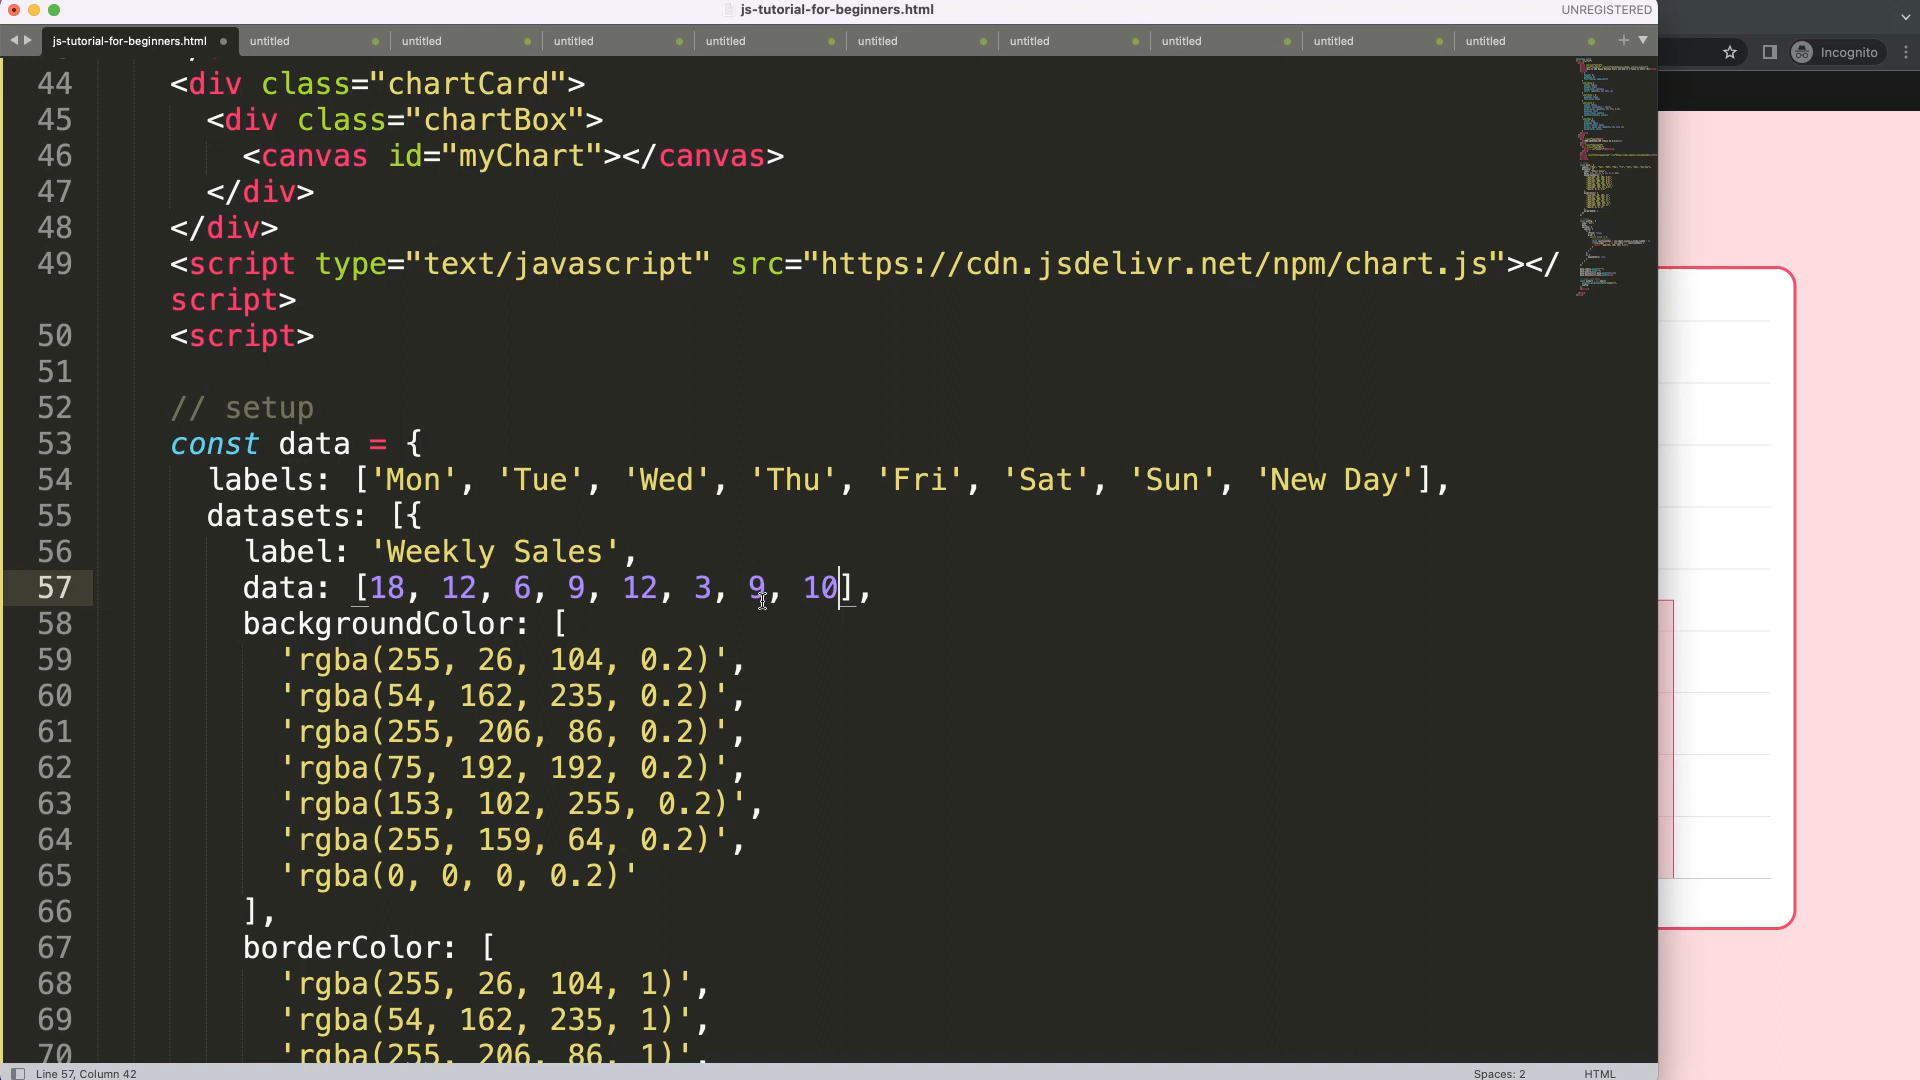 js-tutorial-for-beginners.html
UNREGISTERED
js-tutorial-for-beginners.html untitled untitled untitled untitled untitled untitled untitled untitled untitled
Incognito
44 <div class="chartCard">
45 <div class="chartBox">
46 <canvas id="myChart"></canvas>
47 </div>
48 </div>
49 <script type="text/javascript" src="https://cdn.jsdelivr.net/npm/chart.js"></
script>
50 <script>
51
52 // setup
53 const data = {
54 labels: ['Mon', 'Tue', 'Wed', 'Thu', 'Fri', 'Sat', 'Sun', 'New Day'],
55 datasets: [{
56 label: 'Weekly Sales',
57 data: [18, 12, 6, 9, 12, 3, 9, 10],
58 backgroundColor: [
59 'rgba(255, 26, 104, 0.2)',
60 'rgba(54, 162, 235, 0.2)',
61 'rgba(255, 206, 86, 0.2)',
62 'rgba(75, 192, 192, 0.2)',
63 'rgba(153, 102, 255, 0.2)',
64 'rgba(255, 159, 64, 0.2)',
65 'rgba(0, 0, 0, 0.2)'
66 ],
67 borderColor: [
68 'rgba(255, 26, 104, 1)',
69 'rgba(54, 162, 235, 1)',
70 'rgba(255, 206, 86, 1)',
Line 57, Column 42
Spaces: 2
HTML